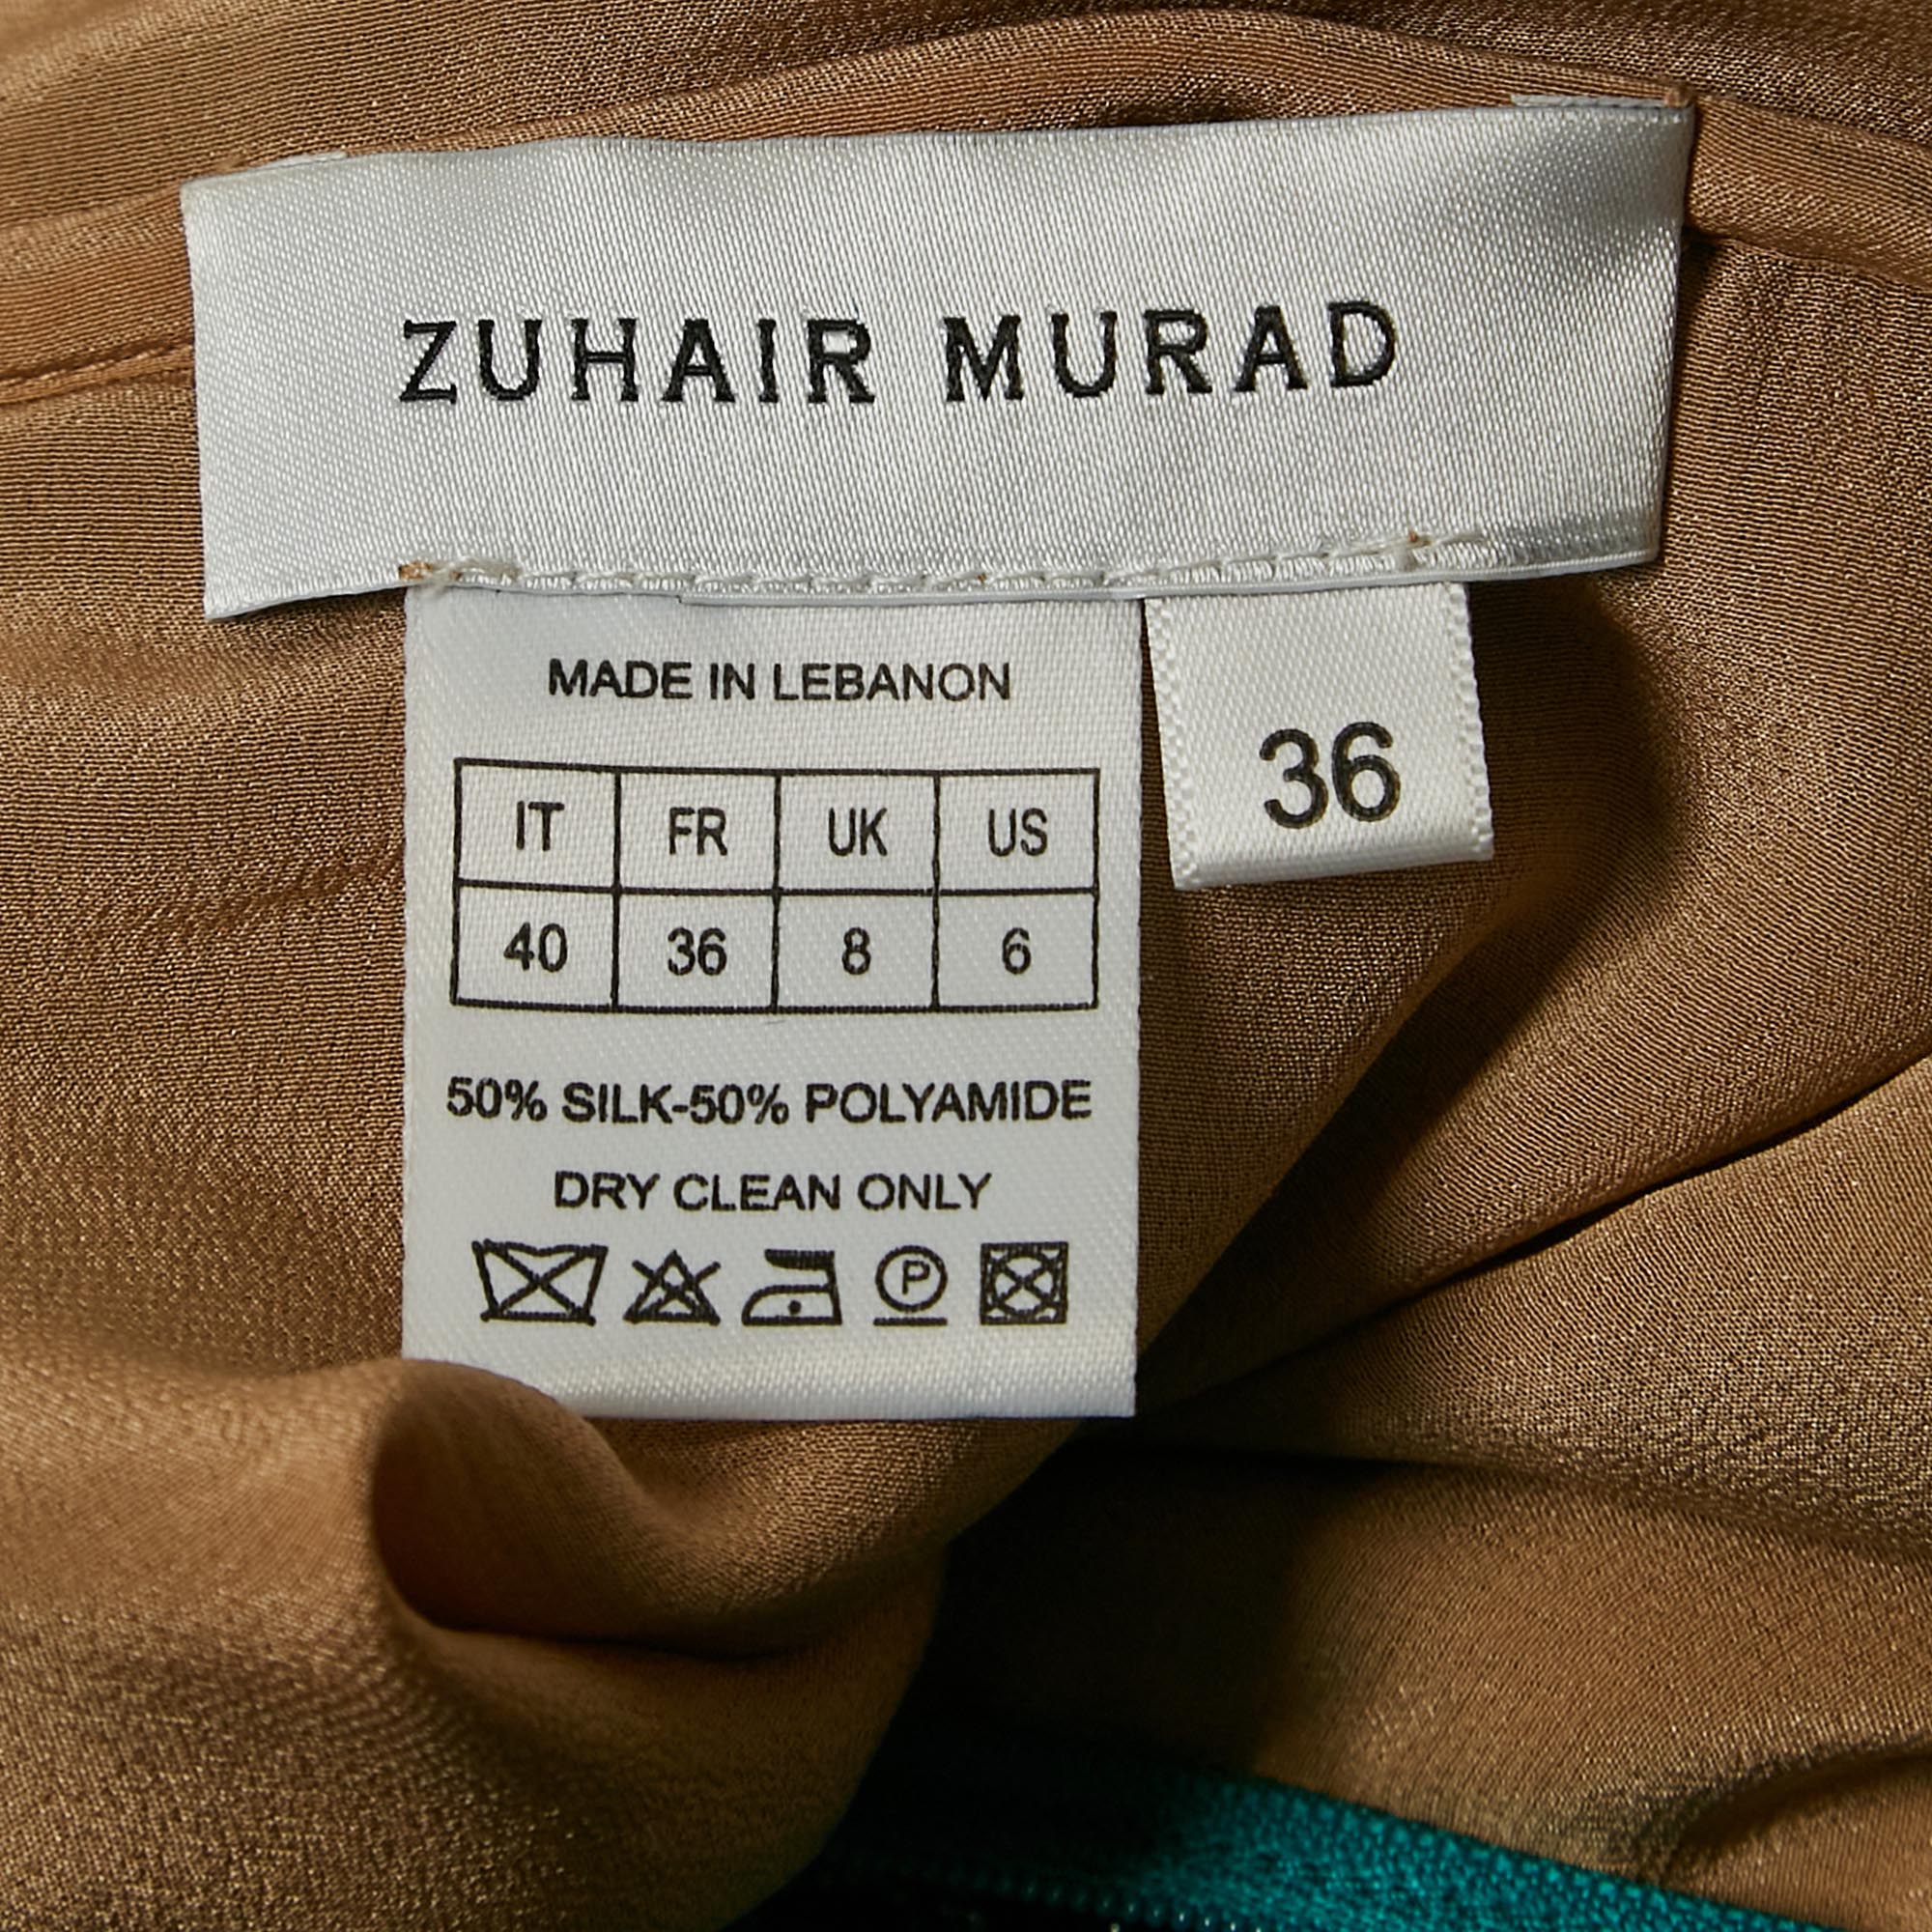 ZUHAIR MURAD
MADE IN LEBANON
36
IT FR UK US
40 36 8 6
50% SILK-50% POLYAMIDE
DRY CLEAN ONLY
P